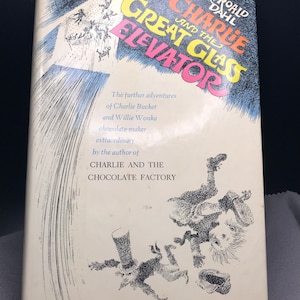 ROALD
DAHL
CHARLIE
AND THE
GREAT GLASS
ELEVATOR
The further adventures
of Charlie Bucket
and Willie Wonka
chocolate-maker
extraordinary
by the author of
CHARLIE AND THE
CHOCOLATE FACTORY